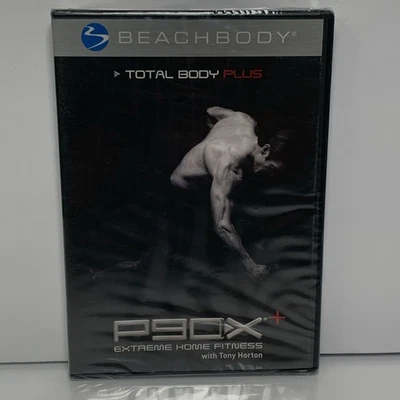 BEACHBODY®
TOTAL BODY PLUS
P90X+
EXTREME HOME FITNESS
with Tony Horton